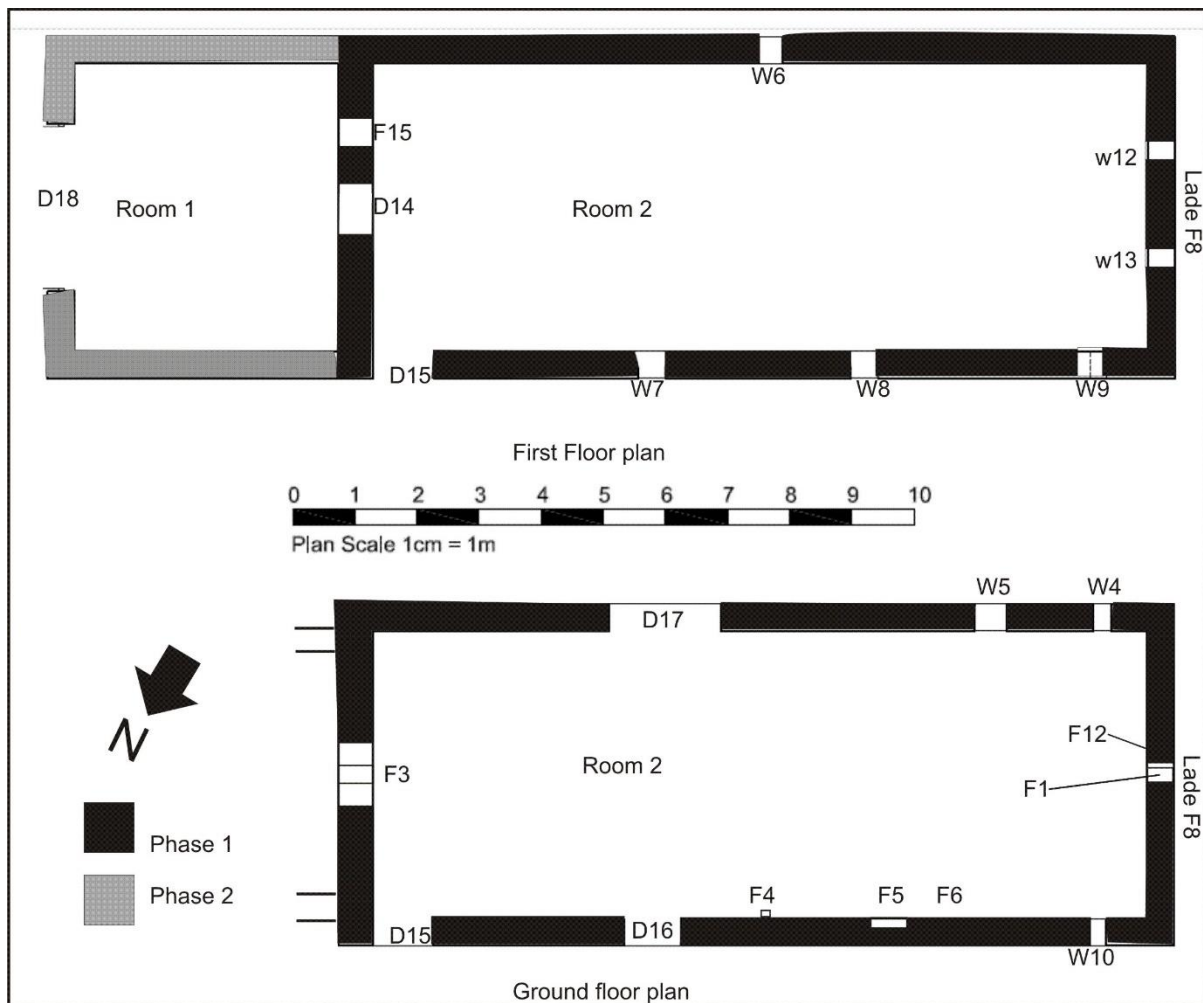 W6
F15
w12
D18
Room 1
D14
Room 2
Lade F8
w13
D15
W7
W8
W9
First Floor plan
0 1 2 3 4 5 6 7 8 9 10
Plan Scale 1cm = 1m
W5
W4
D17
N
F12
Room 2
F3
F1
Lade F8
Phase 1
Phase 2
F4
F5
F6
D15
D16
W10
Ground floor plan